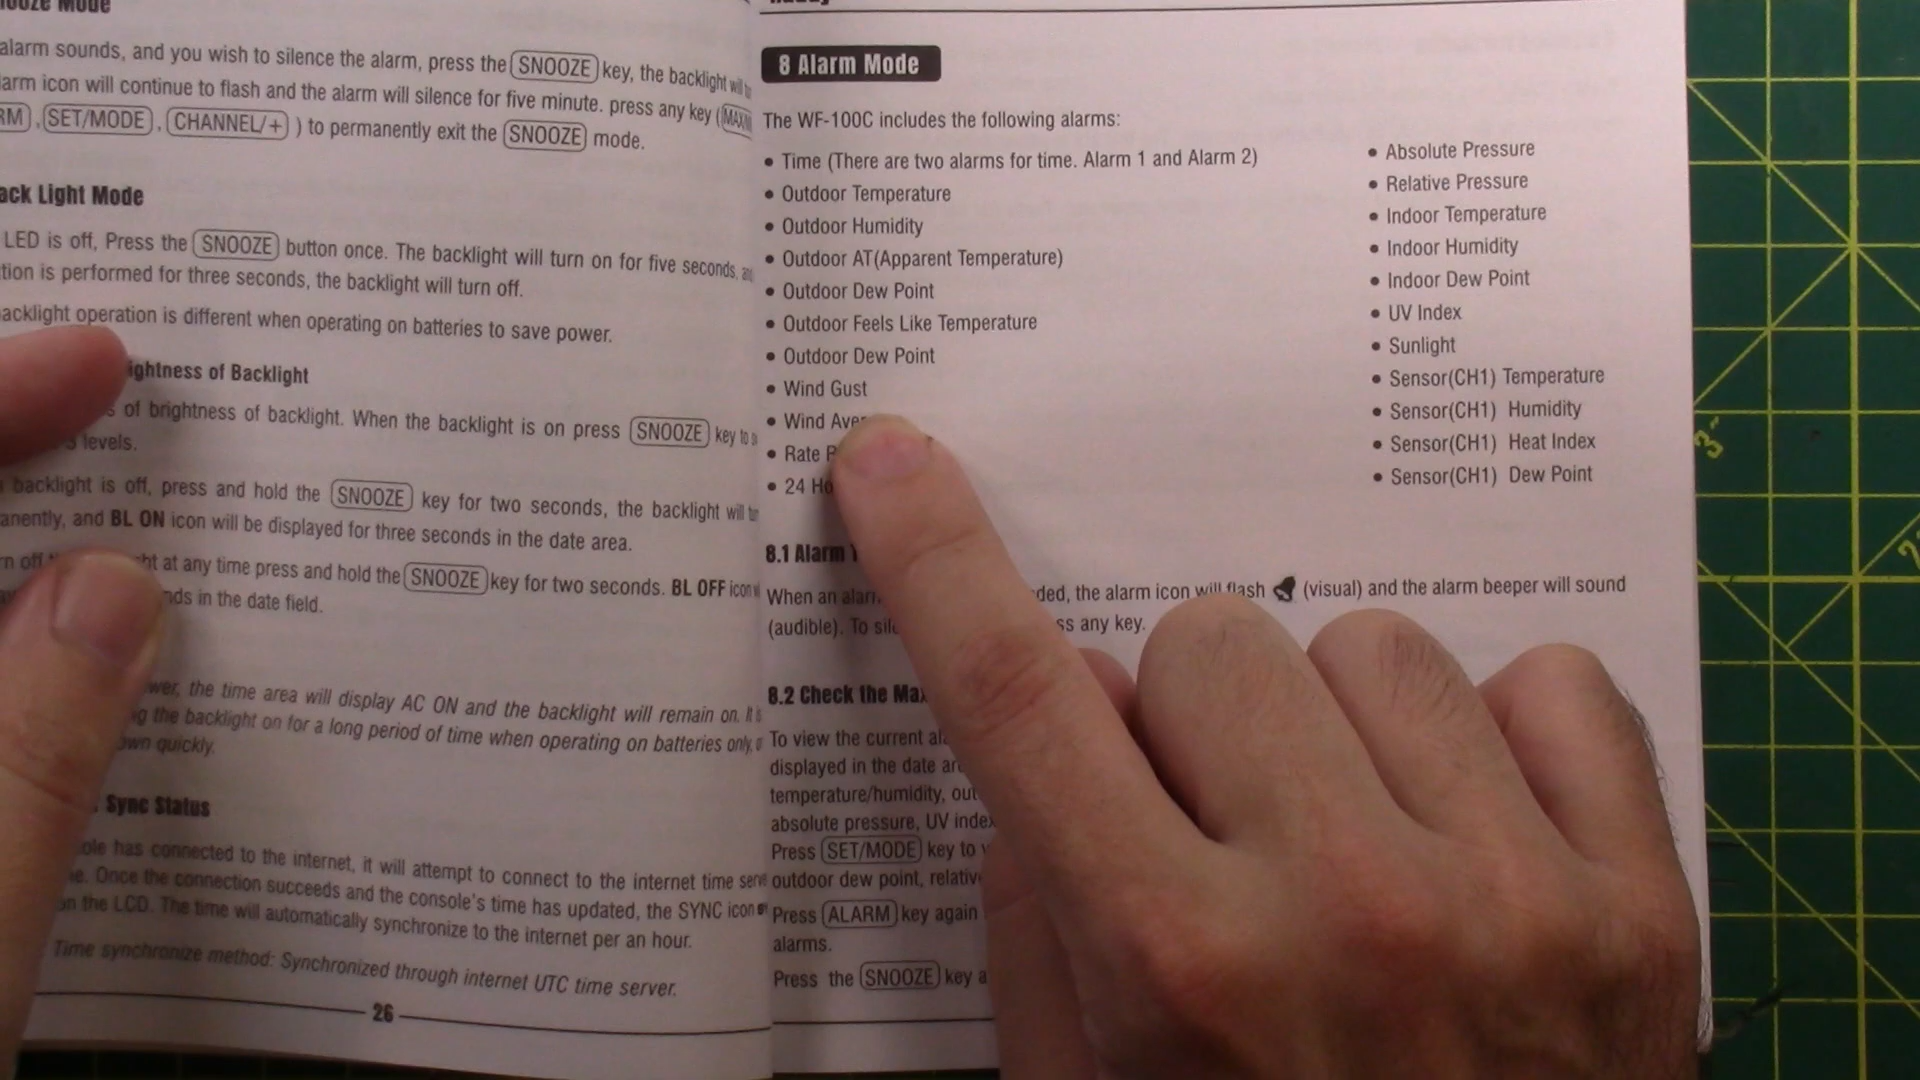 alarm sounds, and you wish to silence the alarm, press the SNOOZE key, the backlight will
icon will continue to flash and the alarm will silence for five minute. press any key (
, SET/MODE , CHANNEL/+ ) to permanently exit the SNOOZE mode.
Light Mode
LED is off, Press the SNOOZE button once. The backlight will turn on for five seconds,
is performed for three seconds, the backlight will turn off.
operation is different when operating on batteries to save power.
of Backlight
of brightness of backlight. When the backlight is on press SNOOZE key to
levels.
backlight is off, press and hold the SNOOZE key for two seconds, the backlight will
and BL ON icon will be displayed for three seconds in the date area.
off at any time press and hold the SNOOZE key for two seconds. BL OFF icon
in the date field.
the time area will display AC ON and the backlight will remain on. It is
the backlight on for a long period of time when operating on batteries only,
quickly.
Sync Status
has connected to the internet, it will attempt to connect to the internet time
Once the connection succeeds and the console's time has updated, the SYNC icon
on the LCD. The time will automatically synchronize to the internet per an hour.
Time synchronize method: Synchronized through internet UTC time server.
26
8 Alarm Mode
The WF-100C includes the following alarms:
• Time (There are two alarms for time. Alarm 1 and Alarm 2)
• Outdoor Temperature
• Outdoor Humidity
• Outdoor AT(Apparent Temperature)
• Outdoor Dew Point
• Outdoor Feels Like Temperature
• Outdoor Dew Point
• Wind Gust
• Wind
• Rate
• 24
• Absolute Pressure
• Relative Pressure
• Indoor Temperature
• Indoor Humidity
• Indoor Dew Point
• UV Index
• Sunlight
• Sensor(CH1) Temperature
• Sensor(CH1) Humidity
• Sensor(CH1) Heat Index
• Sensor(CH1) Dew Point
8.1 Alarm
When an the alarm icon will flash (visual) and the alarm beeper will sound
(audible). To any key.
8.2 Check the
To view the current
displayed in the date
temperature/humidity,
absolute pressure, UV
Press SET/MODE key to
outdoor dew point,
Press ALARM key again
alarms.
Press the SNOOZE key
3"